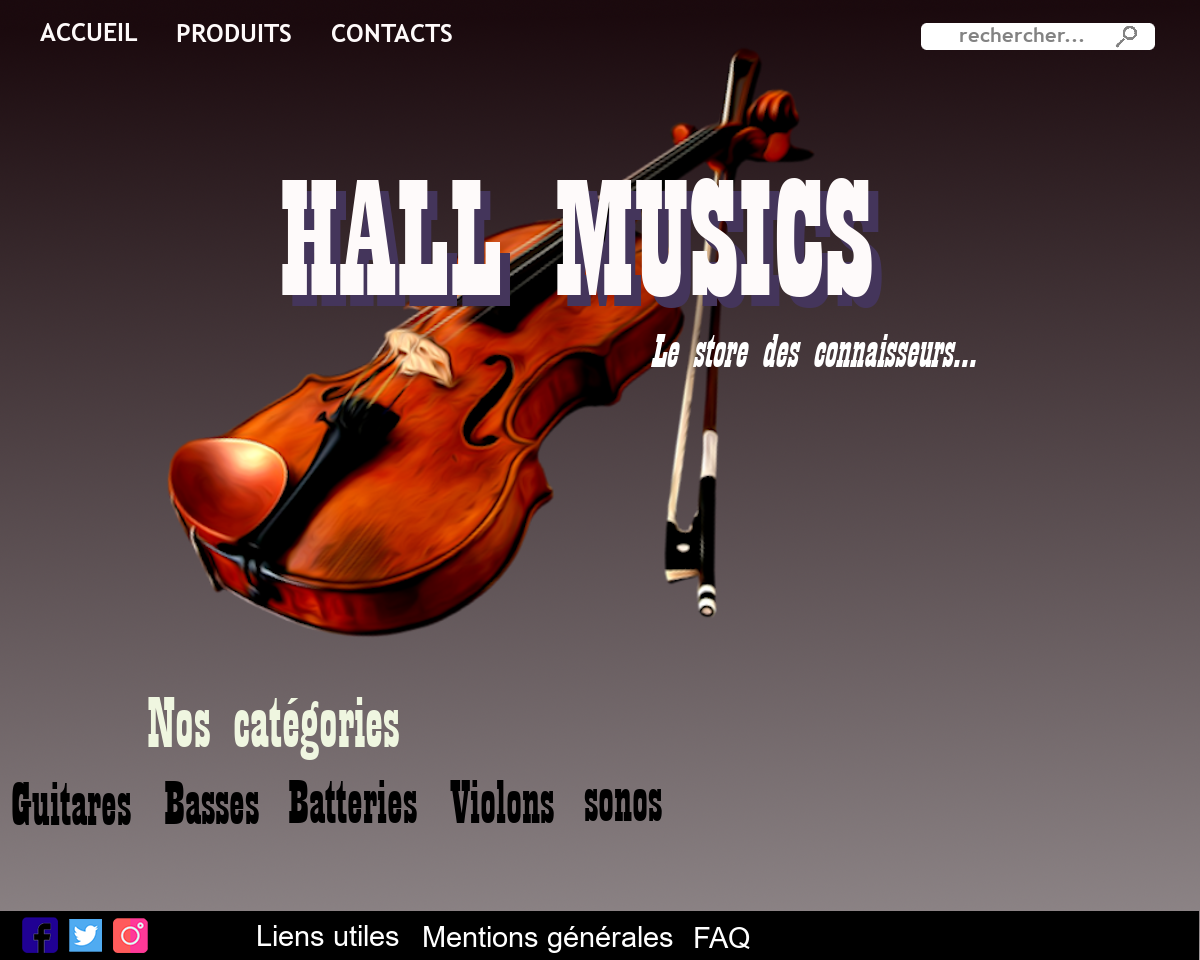 ACCUEIL PRODUITS CONTACTS rechercher...
HALL MUSICS
Le store des connaisseurs...
Nos catégories
Guitares Basses Batteries Violons sonos
Liens utiles Mentions générales FAQ